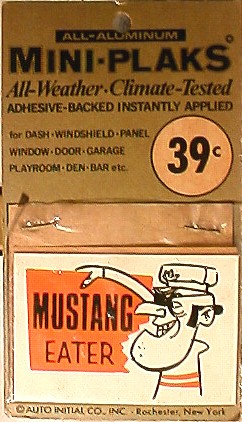 ALL-ALUMINUM
MINI-PLAKS©
All-Weather·Climate-Tested
ADHESIVE-BACKED INSTANTLY APPLIED
for DASH·WINDSHIELD·PANEL
WINDOW·DOOR·GARAGE
PLAYROOM·DEN·BAR etc.
39c
MUSTANG
EATER
© AUTO INITIAL CO., INC. · Rochester, New York